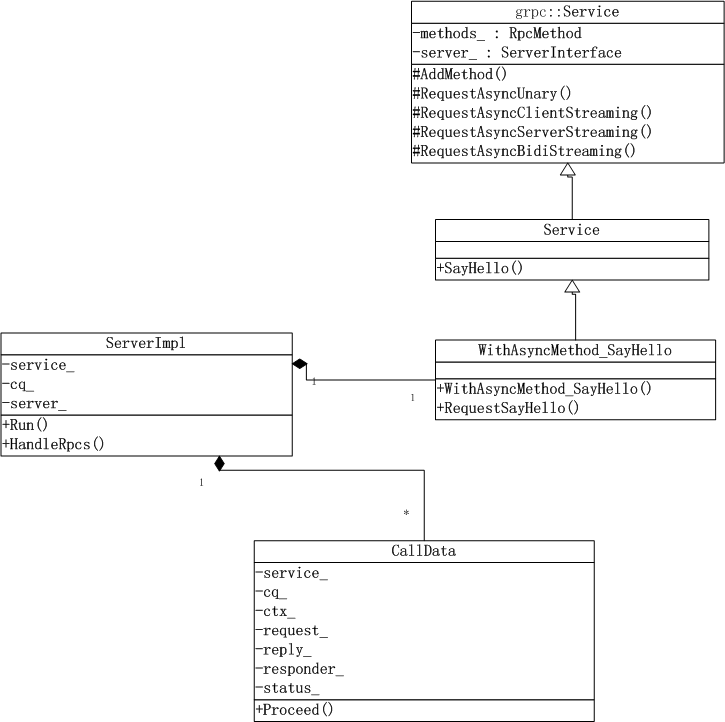 grpc::Service
-methods_ : RpcMethod
-server_ : ServerInterface
#AddMethod()
#RequestAsyncUnary()
#RequestAsyncClientStreaming()
#RequestAsyncServerStreaming()
#RequestAsyncBidiStreaming()
Service
+SayHello()
ServerImpl
-service_
-cq_
-server_
+Run()
+HandleRpcs()
1
1
WithAsyncMethod_SayHello
+WithAsyncMethod_SayHello()
+RequestSayHello()
1
*
CallData
-service_
-cq_
-ctx_
-request_
-reply_
-responder_
-status_
+Proceed()